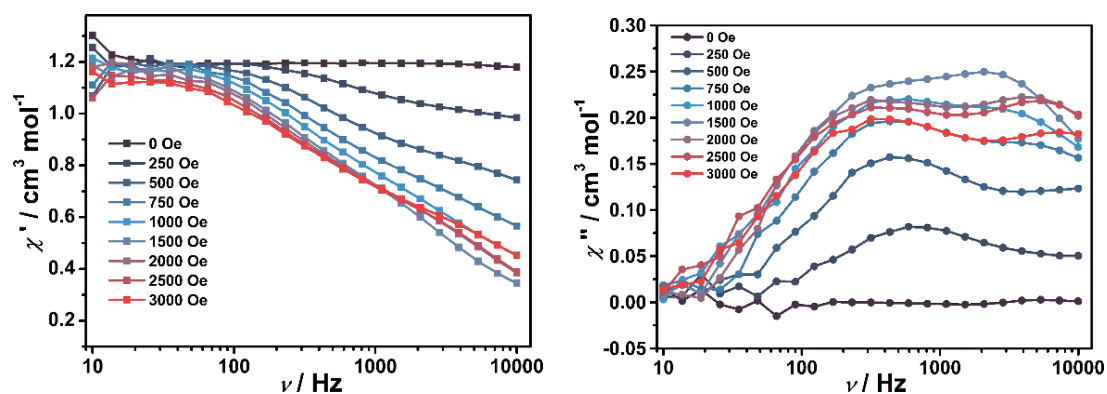 χ ' / cm³ mol⁻¹
1.2
1.0
0.8
0.6
0.4
0.2
0 Oe
250 Oe
500 Oe
750 Oe
1000 Oe
1500 Oe
2000 Oe
2500 Oe
3000 Oe
10 100 1000 10000
ν / Hz
χ " / cm³ mol⁻¹
0.30
0.25
0.20
0.15
0.10
0.05
0.00
-0.05
0 Oe
250 Oe
500 Oe
750 Oe
1000 Oe
1500 Oe
2000 Oe
2500 Oe
3000 Oe
10 100 1000 10000
ν / Hz